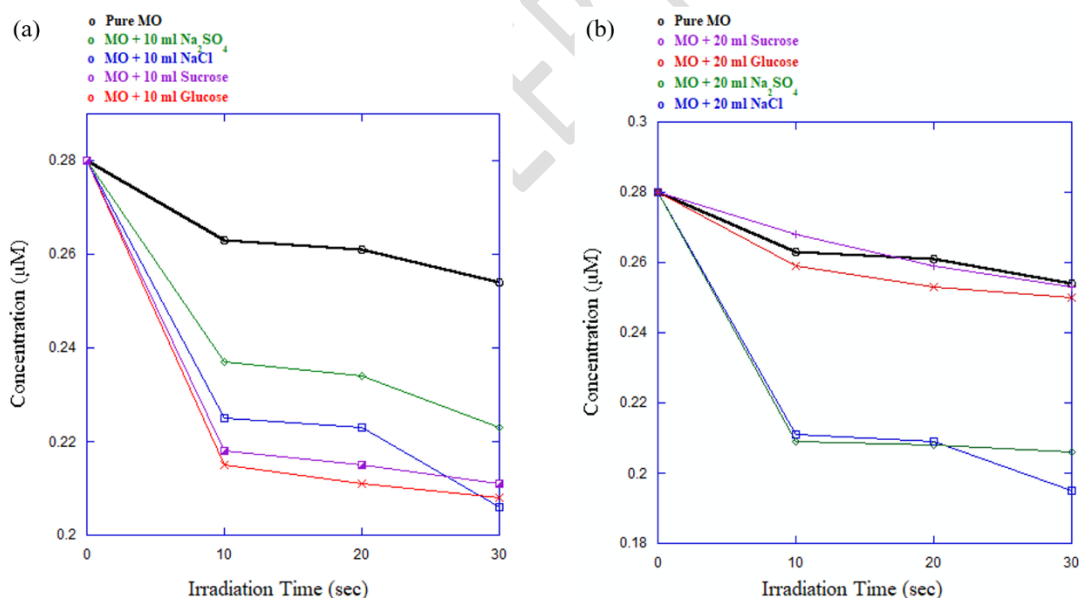 (a)
Pure MO
MO + 10 ml Na₂SO₄
MO + 10 ml NaCl
MO + 10 ml Sucrose
MO + 10 ml Glucose
0.28
0.26
0.24
0.22
0.2
Concentration (μM)
0
10
20
30
Irradiation Time (sec)
(b)
Pure MO
MO + 20 ml Sucrose
MO + 20 ml Glucose
MO + 20 ml Na₂SO₄
MO + 20 ml NaCl
0.3
0.28
0.26
0.24
0.22
0.2
0.18
Concentration (μM)
0
10
20
30
Irradiation Time (sec)